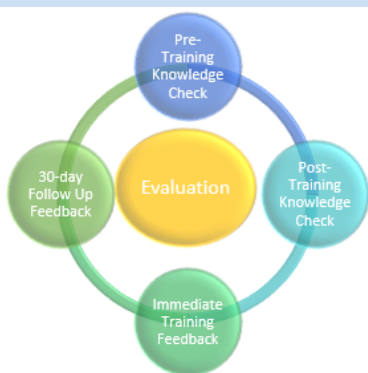 Pre-
Training
Knowledge
Check
Evaluation
Post-
Training
Knowledge
Check
Immediate
Training
Feedback
30-day
Follow Up
Feedback